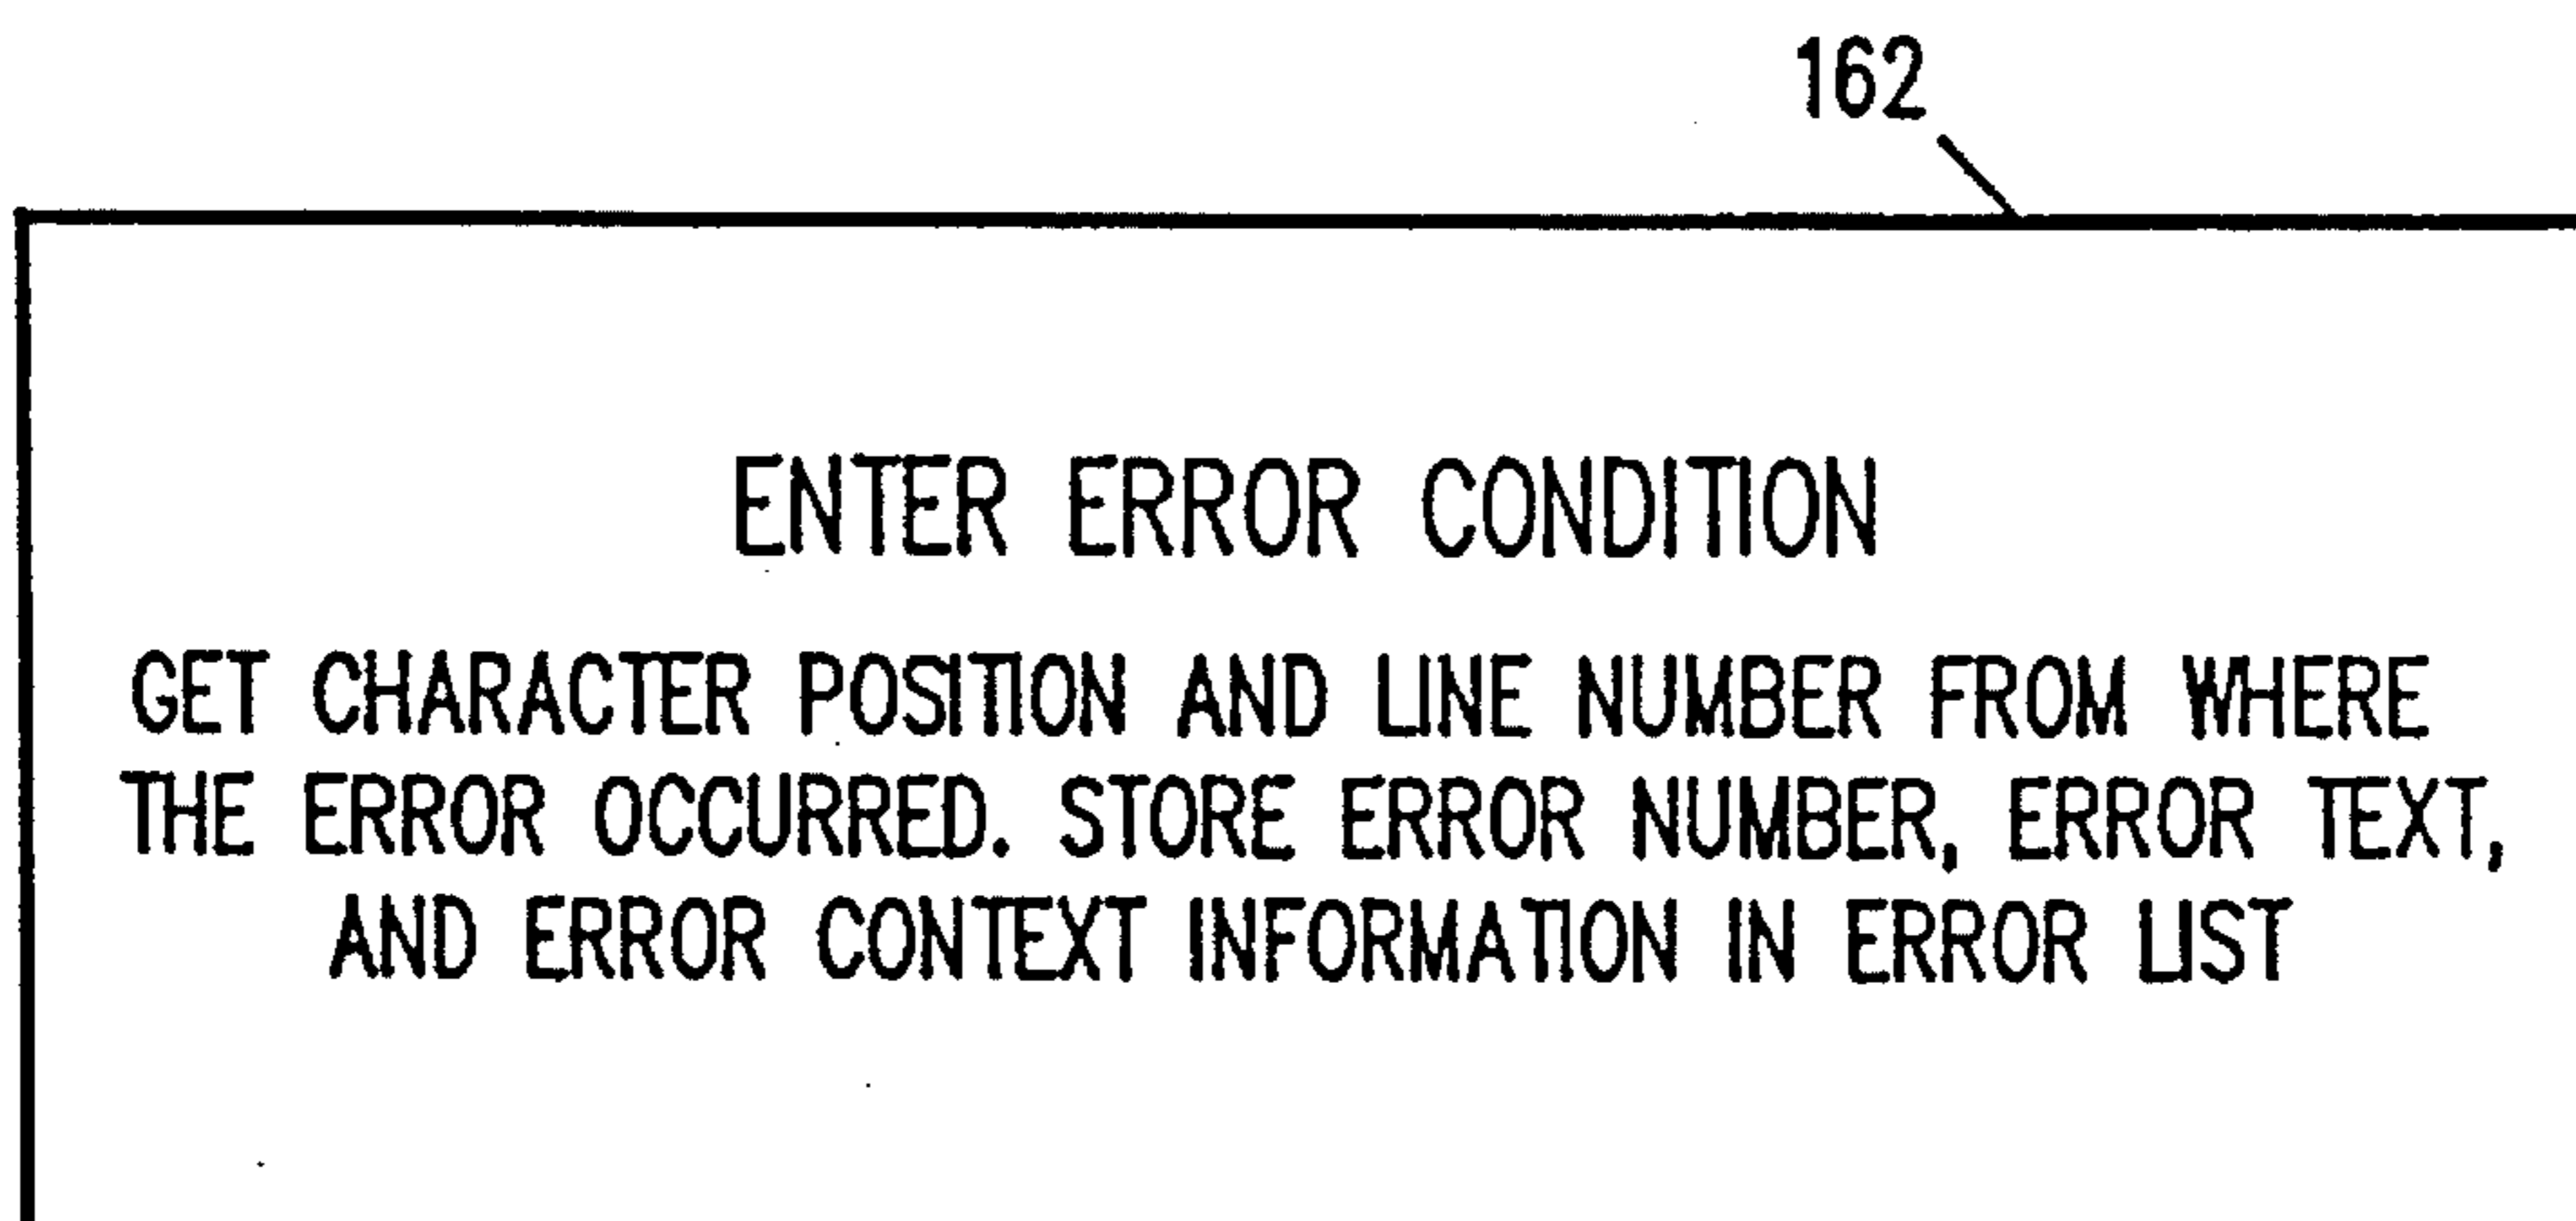 162
ENTER ERROR CONDITION
GET CHARACTER POSITION AND LINE NUMBER FROM WHERE
THE ERROR OCCURRED. STORE ERROR NUMBER, ERROR TEXT,
AND ERROR CONTEXT INFORMATION IN ERROR LIST